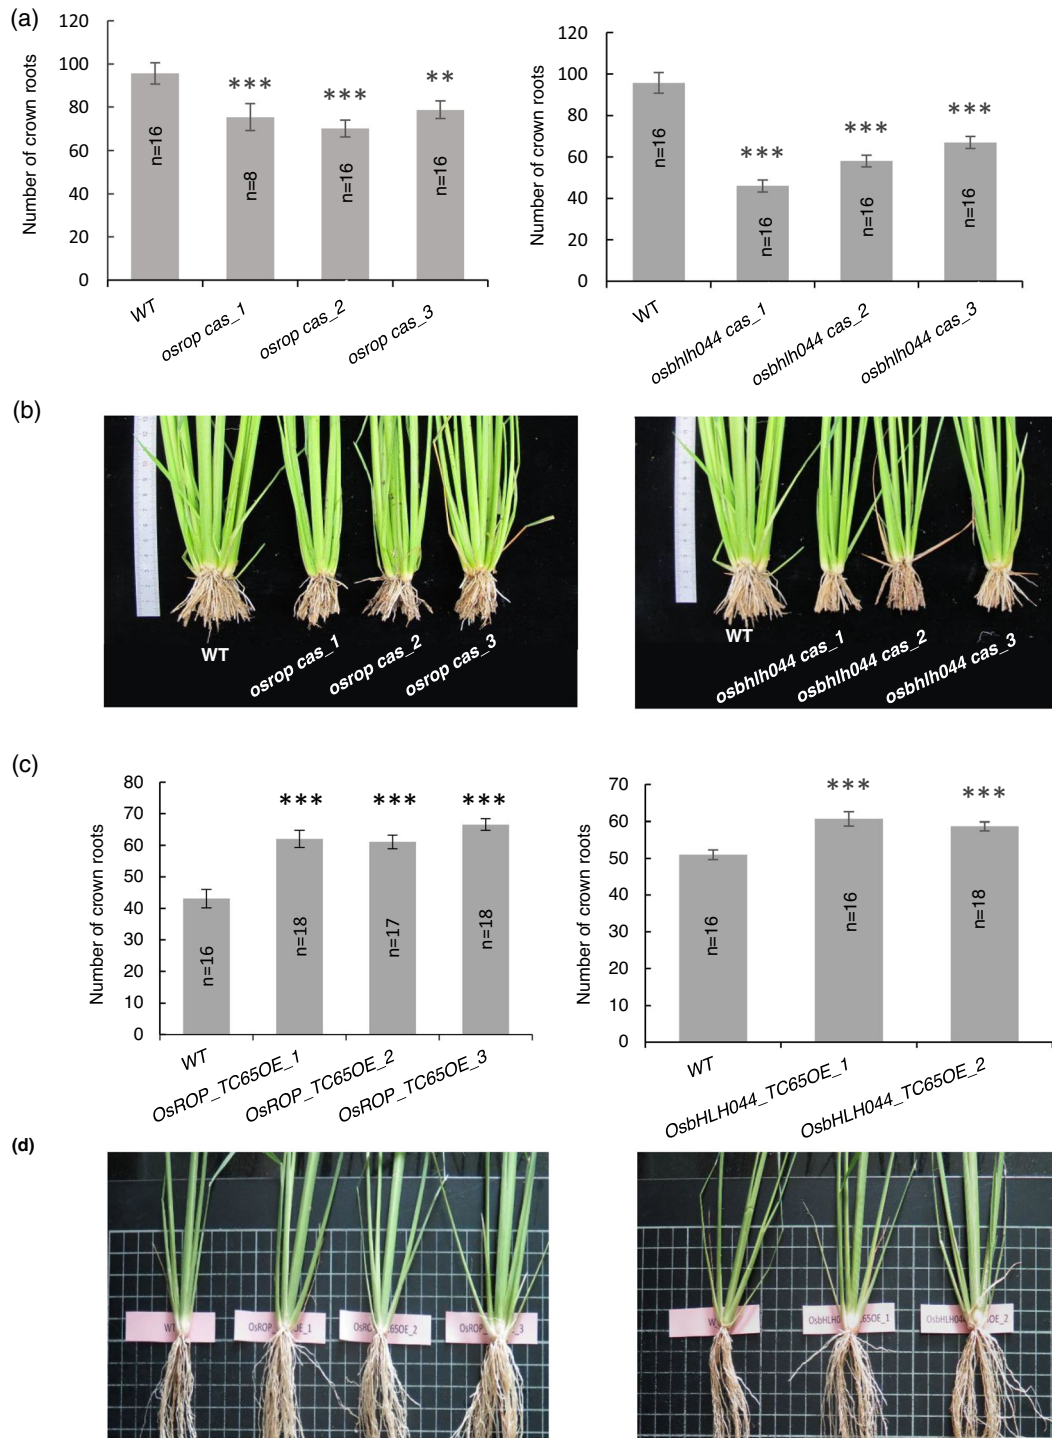 (a)
120
100
80
60
40
20
0
Number of crown roots
***
***
**
n=16
n=8
n=16
n=16
WT
osrop cas_1
osrop cas_2
osrop cas_3
120
100
80
60
40
20
0
Number of crown roots
***
***
***
n=16
n=16
n=16
n=16
WT
osbhlh044 cas_1
osbhlh044 cas_2
osbhlh044 cas_3
(b)
WT
osrop cas_1
osrop cas_2
osrop cas_3
WT
osbhlh044 cas_1
osbhlh044 cas_2
osbhlh044 cas_3
(c)
80
70
60
50
40
30
20
10
0
Number of crown roots
***
***
***
n=16
n=18
n=17
n=18
WT
OsROP_TC65OE_1
OsROP_TC65OE_2
OsROP_TC65OE_3
70
60
50
40
30
20
10
0
Number of crown roots
***
***
n=16
n=16
n=18
WT
OsbHLH044_TC65OE_1
OsbHLH044_TC65OE_2
(d)